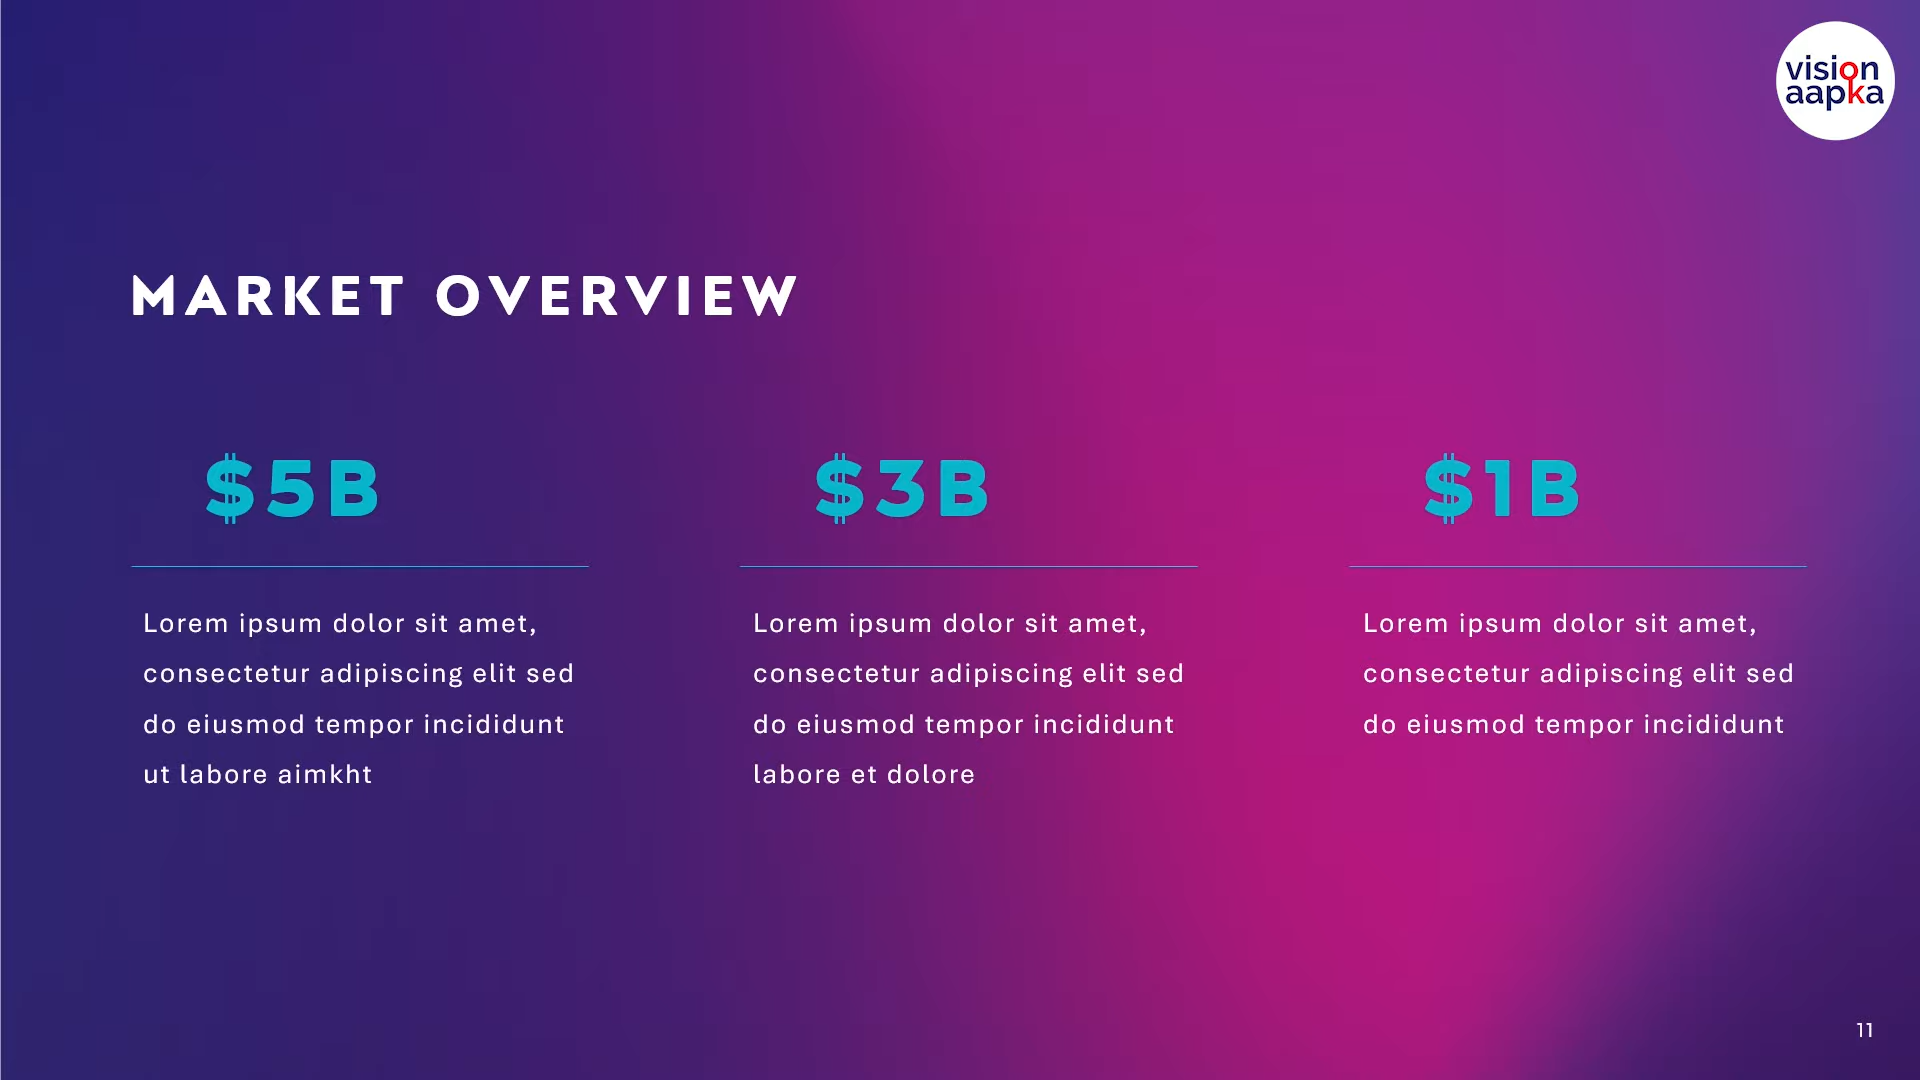 vision
aapka
MARKET OVERVIEW
$5B
Lorem ipsum dolor sit amet,
consectetur adipiscing elit sed
do eiusmod tempor incididunt
ut labore aimkht
$3B
Lorem ipsum dolor sit amet,
consectetur adipiscing elit sed
do eiusmod tempor incididunt
labore et dolore
$1B
Lorem ipsum dolor sit amet,
consectetur adipiscing elit sed
do eiusmod tempor incididunt
11